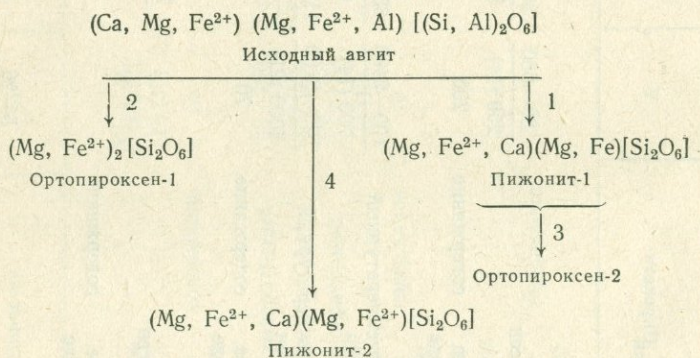 (Ca, Mg, Fe²⁺) (Mg, Fe²⁺, Al) [(Si, Al)₂O₆]
Исходный авгит
2
1
(Mg, Fe²⁺)₂ [Si₂O₆]
(Mg, Fe²⁺, Ca)(Mg, Fe)[Si₂O₆]
Ортопироксен-1
4
Пижонит-1
3
Ортопироксен-2
(Mg, Fe²⁺, Ca)(Mg, Fe²⁺)[Si₂O₆]
Пижонит-2